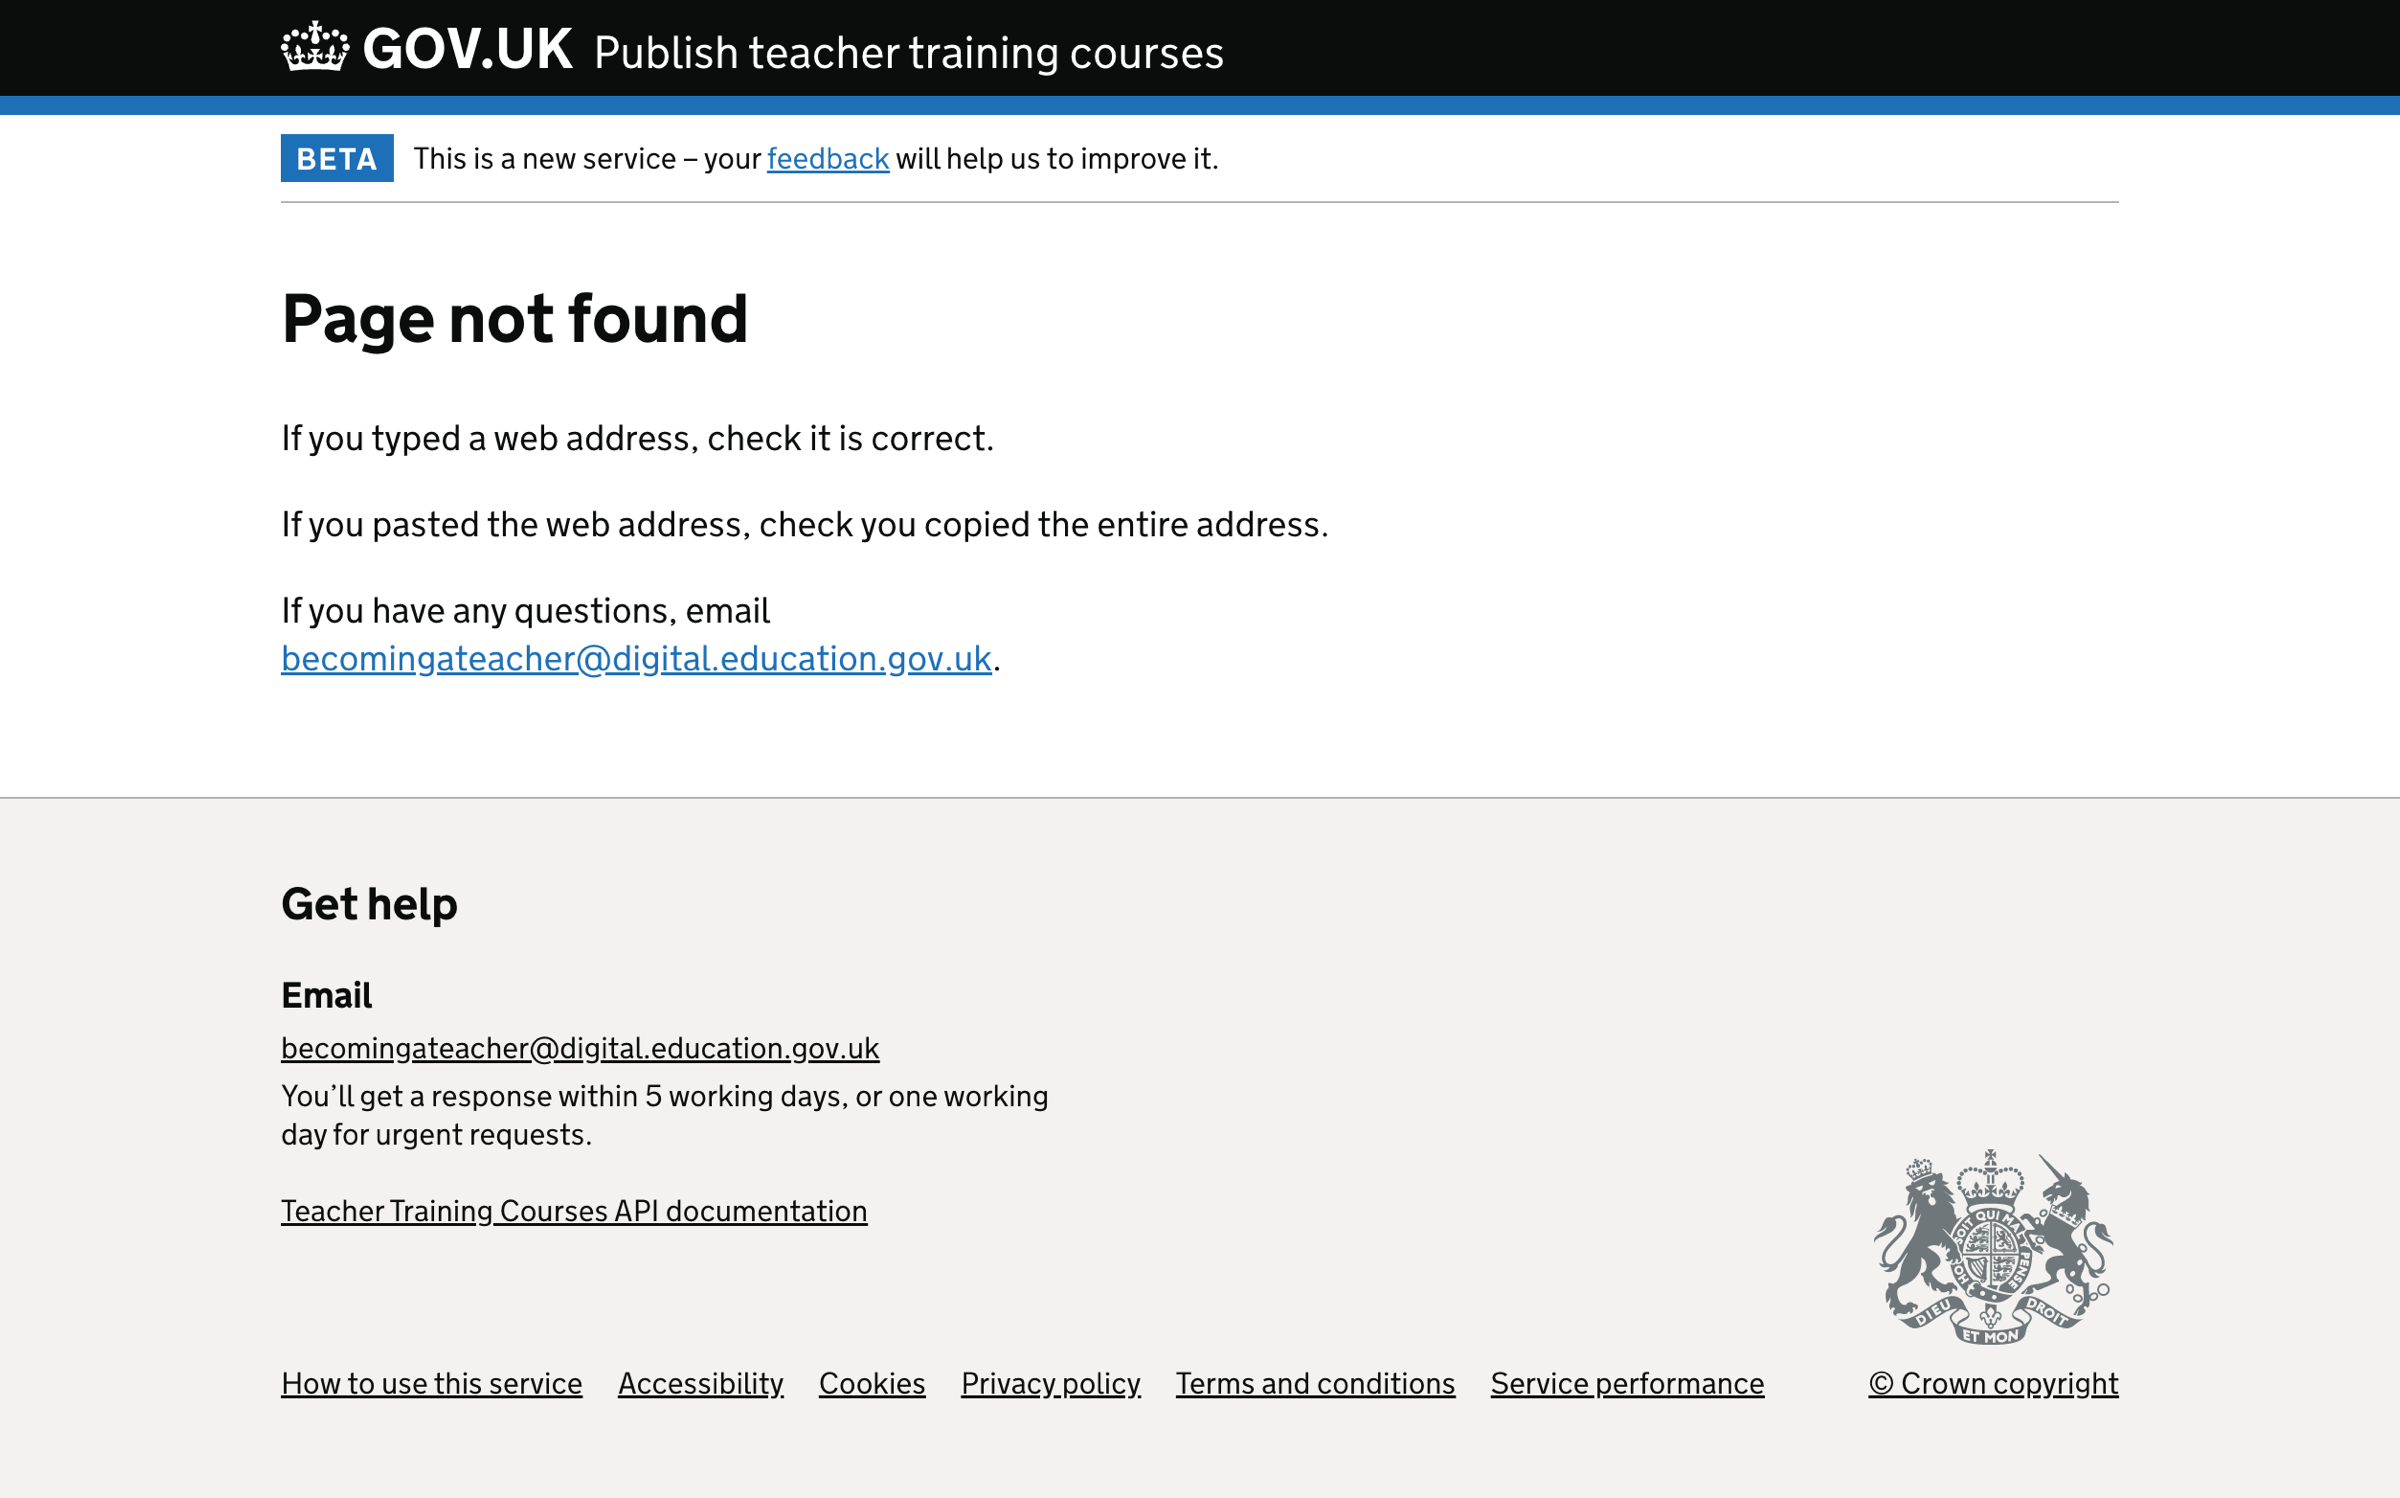 GOV.UK Publish teacher training courses
BETA This is a new service – your feedback will help us to improve it.
Page not found
If you typed a web address, check it is correct.
If you pasted the web address, check you copied the entire address.
If you have any questions, email
becomingateacher@digital.education.gov.uk.
Get help
Email
becomingateacher@digital.education.gov.uk
You’ll get a response within 5 working days, or one working
day for urgent requests.
Teacher Training Courses API documentation
SOIT QUI MAL Y PENSE
DIEU ET MON DROIT
How to use this service Accessibility Cookies Privacy policy Terms and conditions Service performance © Crown copyright